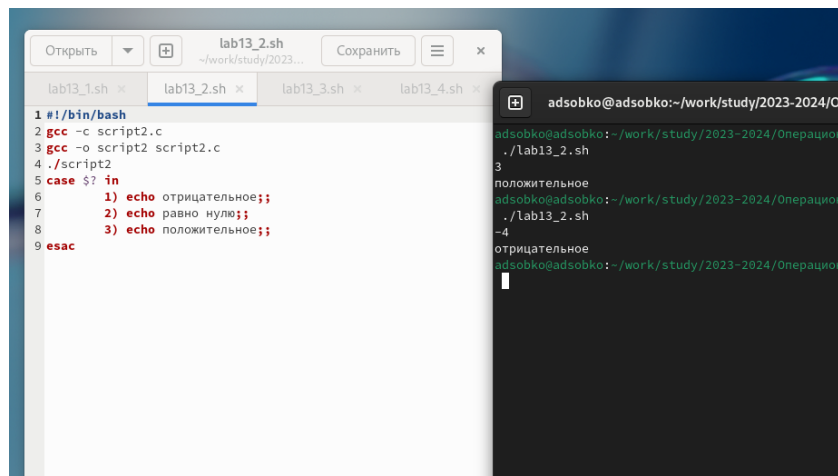 Открыть
lab13_2.sh
~/work/study/2023...
Сохранить
lab13_1.sh
lab13_2.sh
lab13_3.sh
lab13_4.sh
1 #!/bin/bash
2 gcc -c script2.c
3 gcc -o script2 script2.c
4 ./script2
5 case $? in
6 1) echo отрицательное;;
7 2) echo равно нулю;;
8 3) echo положительное;;
9 esac
adsobko@adsobko:~/work/study/2023-2024/О
adsobko@adsobko:~/work/study/2023-2024/Операцион
./lab13_2.sh
3
положительное
adsobko@adsobko:~/work/study/2023-2024/Операцион
./lab13_2.sh
-4
отрицательное
adsobko@adsobko:~/work/study/2023-2024/Операцион